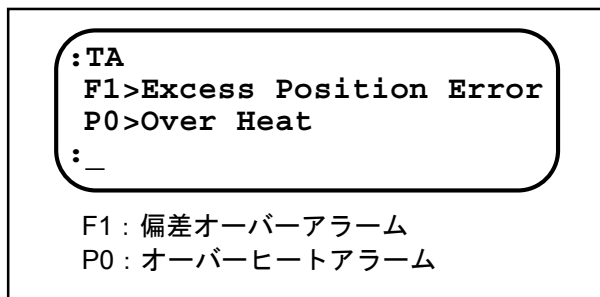 :TA
F1>Excess Position Error
P0>Over Heat
:_
F1：偏差オーバーアラーム
P0：オーバーヒートアラーム